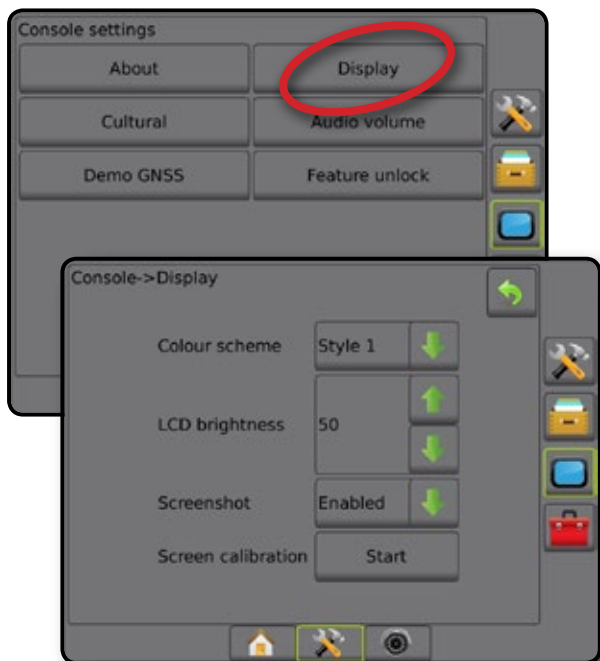 Console settings
About
Display
Cultural
Audio volume
Demo GNSS
Feature unlock
Console->Display
Colour scheme
Style 1
LCD brightness
50
Screenshot
Enabled
Screen calibration
Start